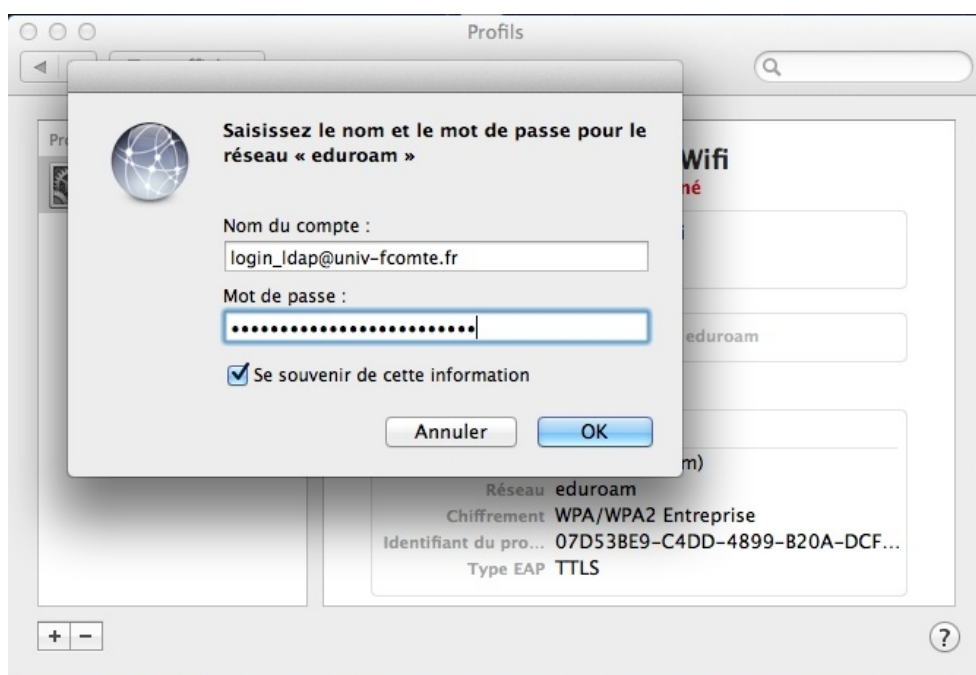 Profils
Saisissez le nom et le mot de passe pour le
réseau « eduroam »
Nom du compte :
login_ldap@univ-fcomte.fr
Mot de passe :
•••••••••••••••••••••••••
Se souvenir de cette information
Annuler
OK
Wifi
eduroam
Réseau eduroam
Chiffrement WPA/WPA2 Entreprise
Identifiant du pro... 07D53BE9-C4DD-4899-B20A-DCF...
Type EAP TTLS
+ −
?